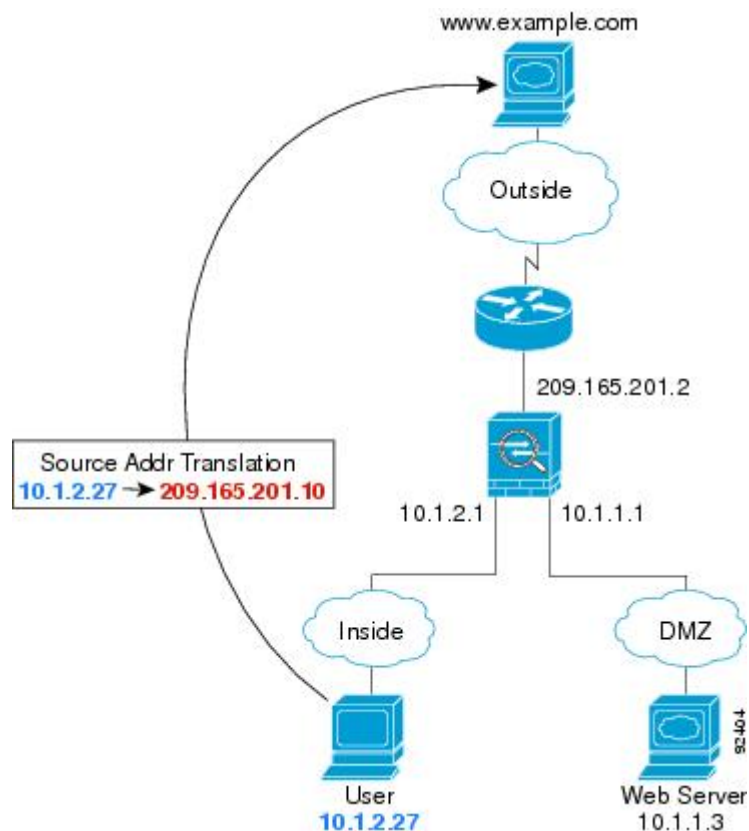 www.example.com
Outside
209.165.201.2
Source Addr Translation
10.1.2.27 → 209.165.201.10
10.1.2.1
10.1.1.1
Inside
DMZ
92404
User
10.1.2.27
Web Server
10.1.1.3